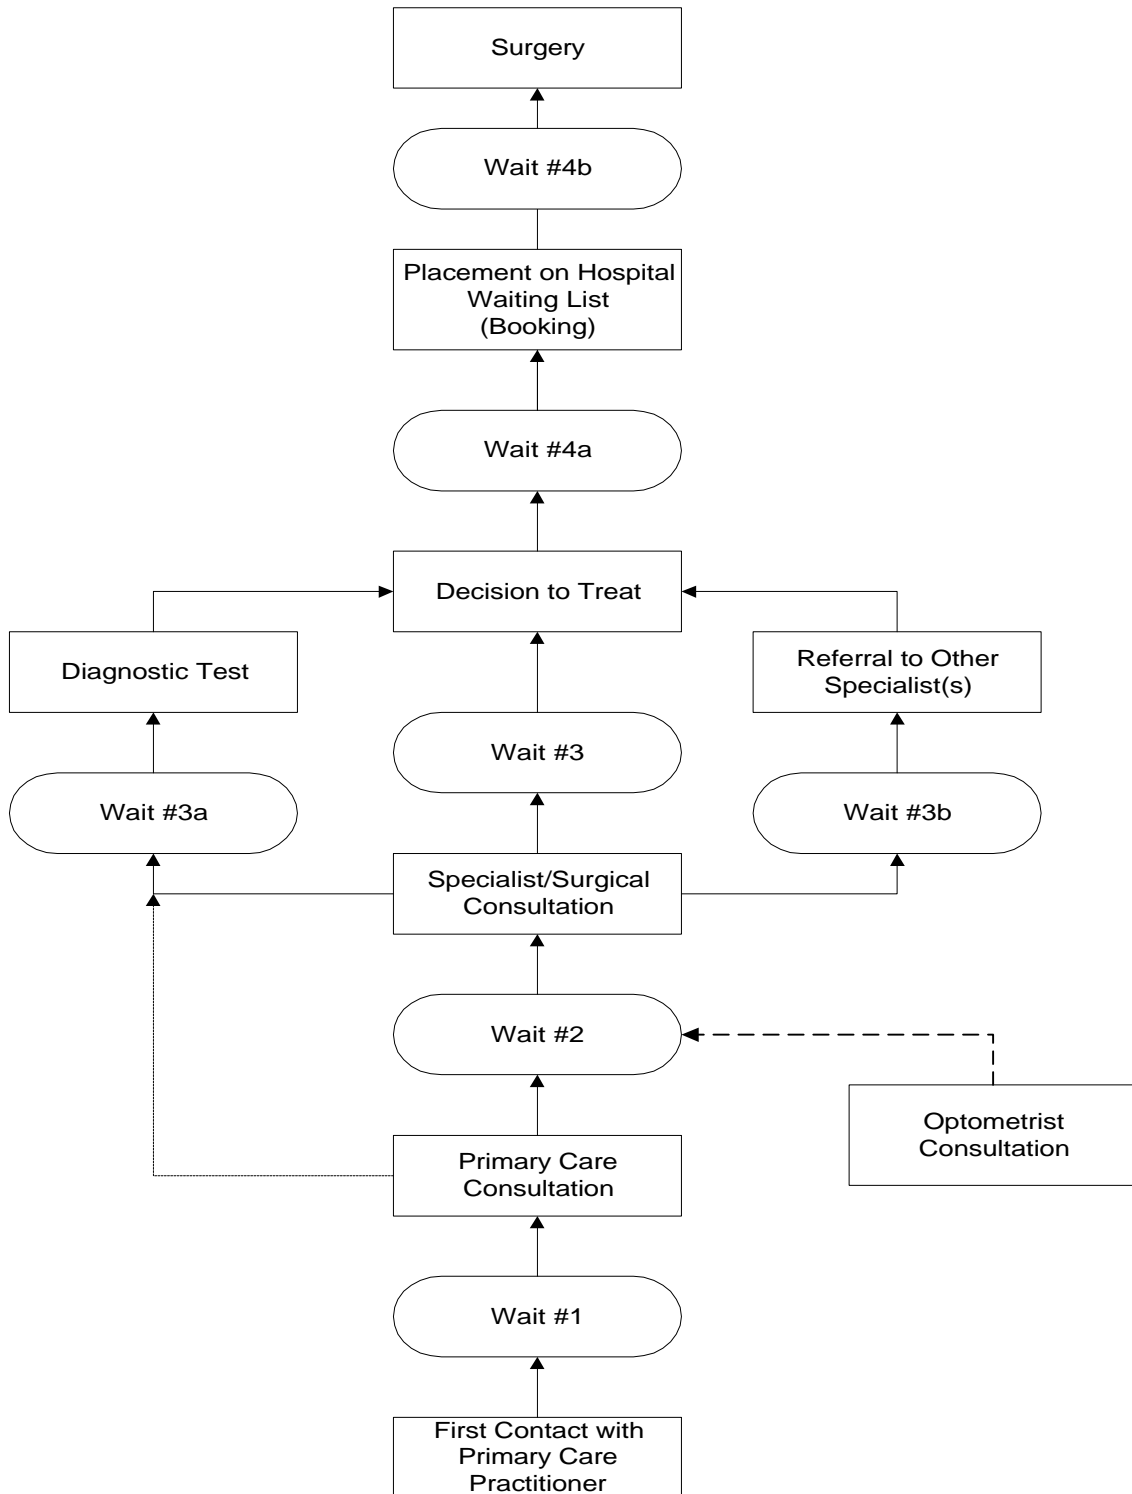 Surgery
Wait #4b
Placement on Hospital
Waiting List
(Booking)
Wait #4a
Decision to Treat
Diagnostic Test
Referral to Other
Specialist(s)
Wait #3
Wait #3a
Wait #3b
Specialist/Surgical
Consultation
Wait #2
Optometrist
Consultation
Primary Care
Consultation
Wait #1
First Contact with
Primary Care
Practitioner